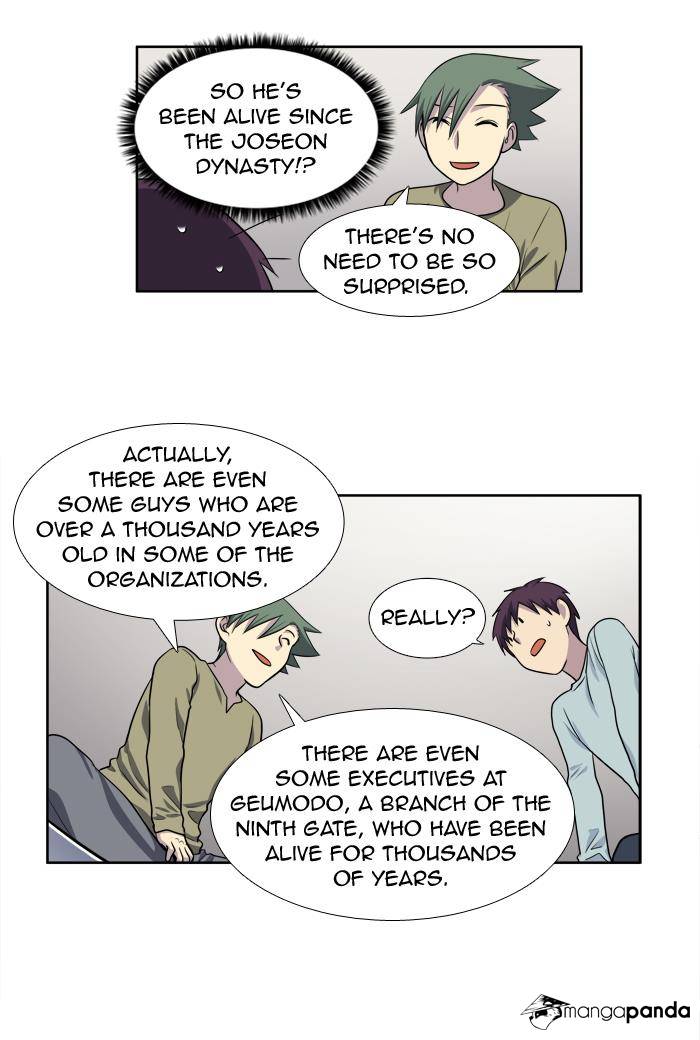 SO HE'S
BEEN ALIVE SINCE
THE JOSEON
DYNASTY!?
THERE'S NO
NEED TO BE SO
SURPRISED.
ACTUALLY,
THERE ARE EVEN
SOME GUYS WHO ARE
OVER A THOUSAND YEARS
OLD IN SOME OF THE
ORGANIZATIONS.
REALLY?
THERE ARE EVEN
SOME EXECUTIVES AT
GEUMODO, A BRANCH OF THE
NINTH GATE, WHO HAVE BEEN
ALIVE FOR THOUSANDS
OF YEARS.
mangapanda